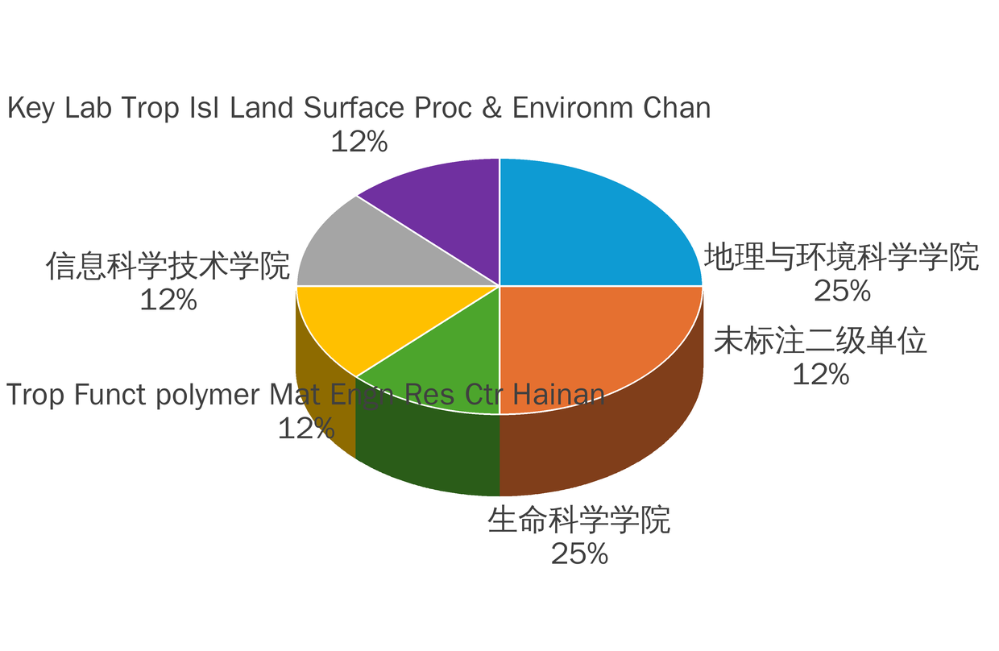 Key Lab Trop Isl Land Surface Proc & Environm Chan
12%
地理与环境科学学院
25%
信息科学技术学院
12%
未标注二级单位
12%
Trop Funct polymer Mat Engn Res Ctr Hainan
12%
生命科学学院
25%